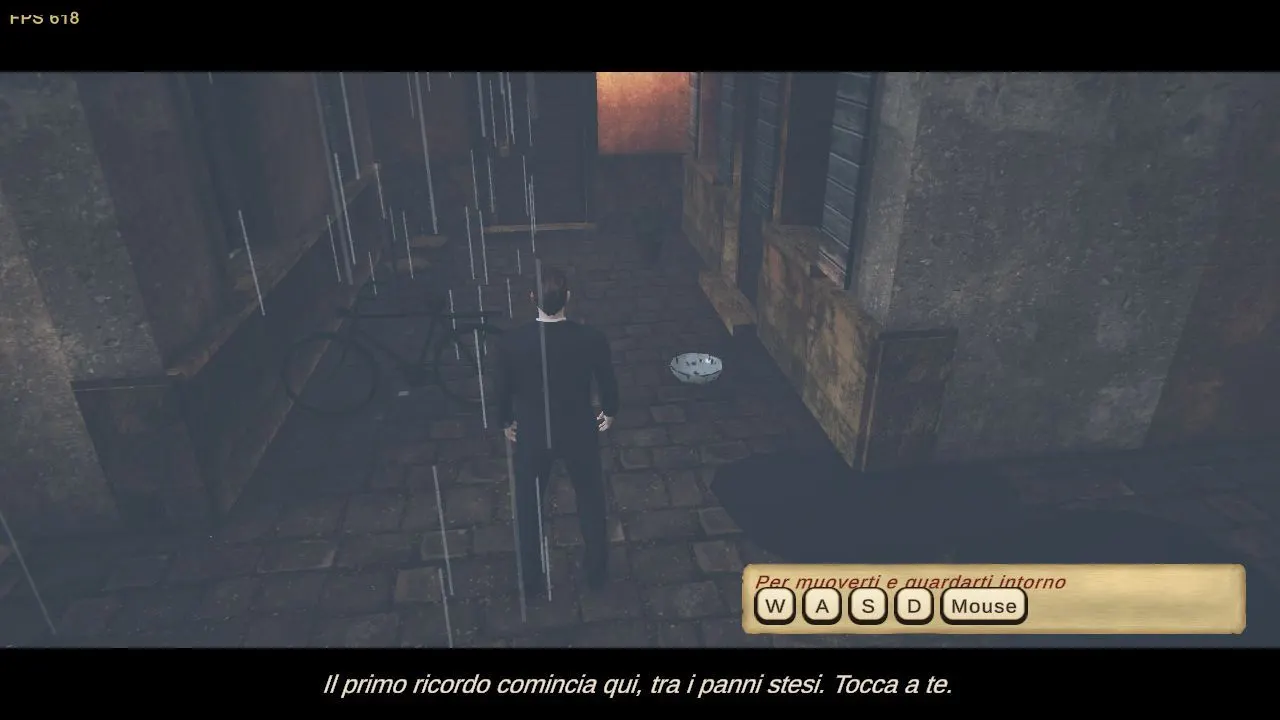 FPS 618
Per muoverti e guardarti intorno
W A S D Mouse
Il primo ricordo comincia qui, tra i panni stesi. Tocca a te.